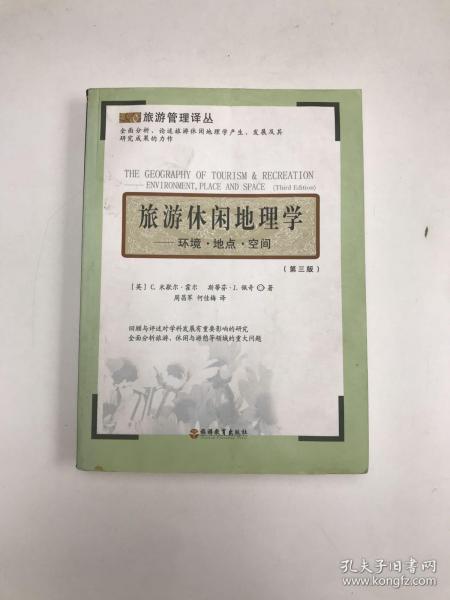 旅游管理译丛
全面分析、论述旅游休闲地理学产生、发展及其
研究成果的力作
THE GEOGRAPHY OF TOURISM & RECREATION
——ENVIRONMENT, PLACE AND SPACE (Third Edition)
旅游休闲地理学
——环境·地点·空间
(第三版)
[英] C. 米歇尔·霍尔 斯蒂芬·J. 佩奇 ◎ 著
周昌军 何佳梅 译
回顾与评述对学科发展有重要影响的研究
全面分析旅游、休闲与游憩等领域的重大问题
旅游教育出版社
孔夫子旧书网
www.kongfz.com